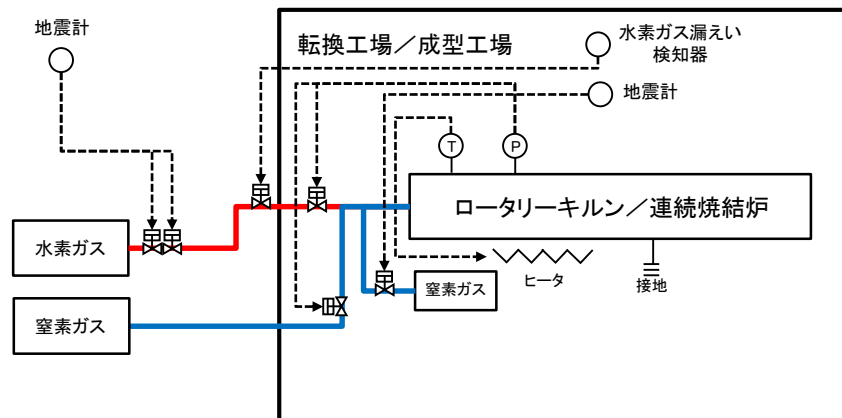 地震計
転換工場／成型工場
水素ガス漏えい
検知器
地震計
T
P
ロータリーキルン／連続焼結炉
水素ガス
ヒータ
接地
窒素ガス
窒素ガス